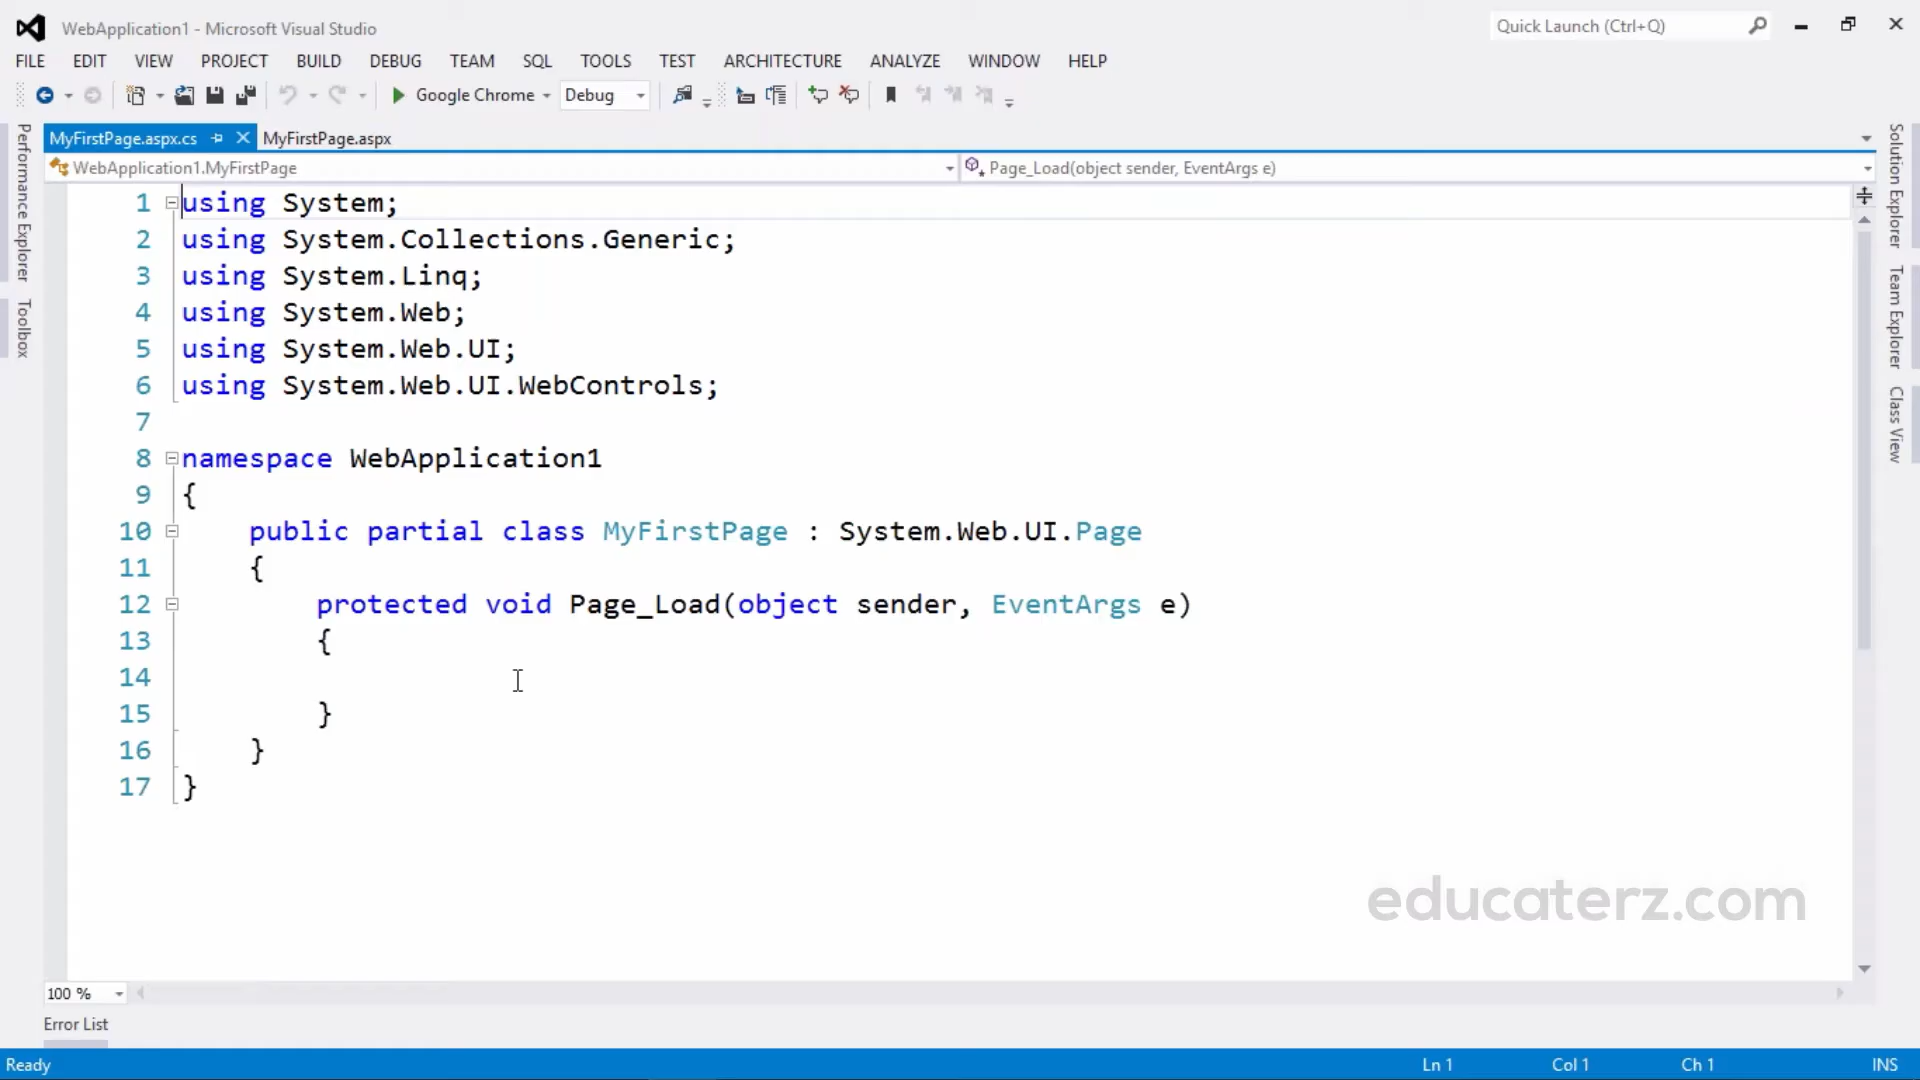 WebApplication1 - Microsoft Visual Studio
Quick Launch (Ctrl+Q)
FILE EDIT VIEW PROJECT BUILD DEBUG TEAM SQL TOOLS TEST ARCHITECTURE ANALYZE WINDOW HELP
Google Chrome Debug
MyFirstPage.aspx.cs MyFirstPage.aspx
WebApplication1.MyFirstPage Page_Load(object sender, EventArgs e)
Performance Explorer
Toolbox
1 using System;
2 using System.Collections.Generic;
3 using System.Linq;
4 using System.Web;
5 using System.Web.UI;
6 using System.Web.UI.WebControls;
7
8 namespace WebApplication1
9 {
10 public partial class MyFirstPage : System.Web.UI.Page
11 {
12 protected void Page_Load(object sender, EventArgs e)
13 {
14
15 }
16 }
17 }
Solution Explorer
Team Explorer
Class View
educaterz.com
100 %
Error List
Ready Ln 1 Col 1 Ch 1 INS